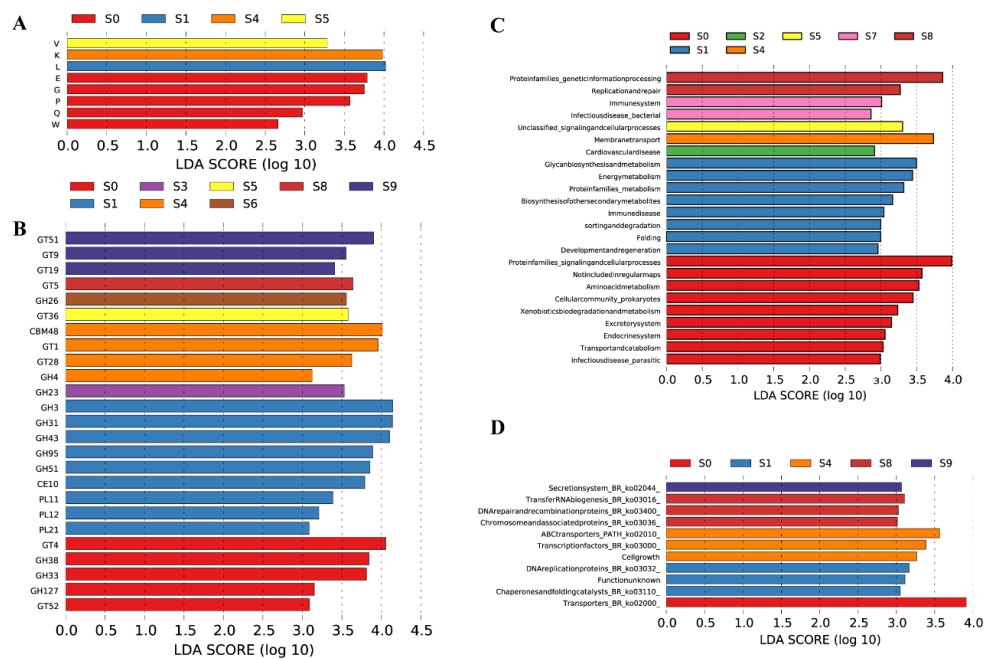 A
S0 S1 S4 S5
V
K
L
E
G
P
Q
W
0.0 0.5 1.0 1.5 2.0 2.5 3.0 3.5 4.0 4.5
LDA SCORE (log 10)
B
S0 S3 S5 S8 S9
S1 S4 S6
GT51
GT9
GT19
GT5
GH26
GT36
CBM48
GT1
GT28
GH4
GH23
GH3
GH31
GH43
GH95
GH51
CE10
PL11
PL12
PL21
GT4
GH38
GH33
GH127
GT52
0.0 0.5 1.0 1.5 2.0 2.5 3.0 3.5 4.0 4.5
LDA SCORE (log 10)
C
S0 S2 S5 S7 S8
S1 S4
Proteinfamilies_geneticinformationprocessing
Replicationandrepair
Immunesystem
Infectiousdisease_bacterial
Unclassified_signalingandcellularprocesses
Membranetransport
Cardiovasculardisease
Glycanbiosynthesisandmetabolism
Energymetabolism
Proteinfamilies_metabolism
Biosynthesisofothersecondarymetabolites
Immunedisease
sortinganddegradation
Folding
Developmentandregeneration
Proteinfamilies_signalingandcellularprocesses
Notincludedinregularmaps
Aminoacidmetabolism
Cellularcommunity_prokaryotes
Xenobioticsbiodegradationandmetabolism
Excretorysystem
Endocrinesystem
Transportandcatabolism
Infectiousdisease_parasitic
0.0 0.5 1.0 1.5 2.0 2.5 3.0 3.5 4.0
LDA SCORE (log 10)
D
S0 S1 S4 S8 S9
Secretionsystem_BR_ko02044_
TransferRNAbiogenesis_BR_ko03016_
DNArepairandrecombinationproteins_BR_ko03400_
Chromosomeandassociatedproteins_BR_ko03036_
ABCtransporters_PATH_ko02010_
Transcriptionfactors_BR_ko03000_
Cellgrowth
DNAreplicationproteins_BR_ko03032_
Functionunknown
Chaperonesandfoldingcatalysts_BR_ko03110_
Transporters_BR_ko02000_
0.0 0.5 1.0 1.5 2.0 2.5 3.0 3.5 4.0
LDA SCORE (log 10)